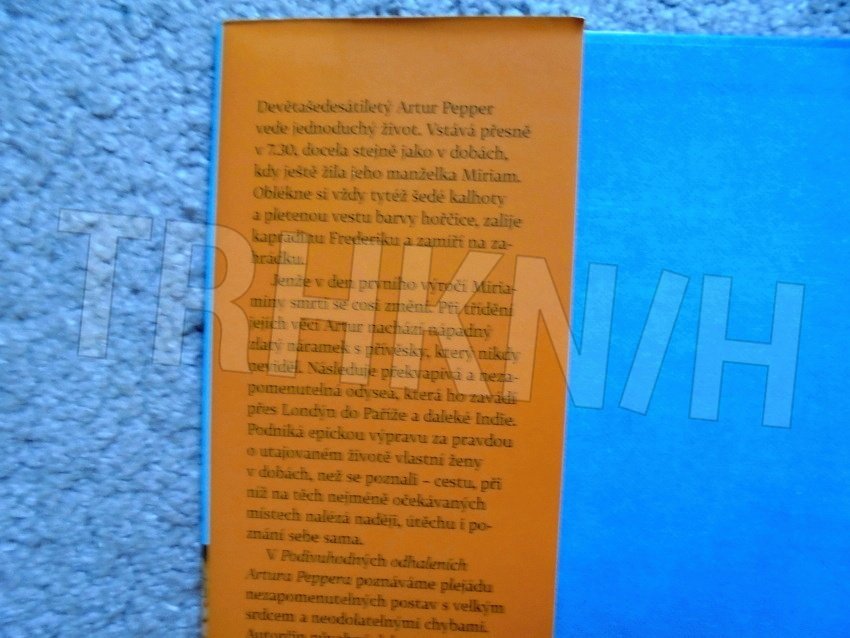 Devětašedesátiletý Artur Pepper
vede jednoduchý život. Vstává přesně
v 7.30, docela stejně jako v dobách,
kdy ještě žila jeho manželka Miriam.
Oblékne si vždy tytéž šedé kalhoty
a pletenou vestu barvy hořčice, zalije
kapradinu Frederiku a zamíří na za-
hrádku.
Jenže v den prvního výročí Miria-
miny smrti se cosi změní. Při třídění
jejích věcí Artur nachází nápadný
zlatý náramek s přívěsky, který nikdy
neviděl. Následuje překvapivá a neza-
pomenutelná odysea, která ho zavádí
přes Londýn do Paříže a daleké Indie.
Podniká epickou výpravu za pravdou
o utajovaném životě vlastní ženy
v dobách, než se poznali – cestu, při
níž na těch nejméně očekávaných
místech nalézá naději, útěchu i po-
znání sebe sama.
V Podivuhodných odhaleních
Artura Peppera poznáváme plejádu
nezapomenutelných postav s velkým
srdcem a neodolatelnými chybami.
TRHKN/H